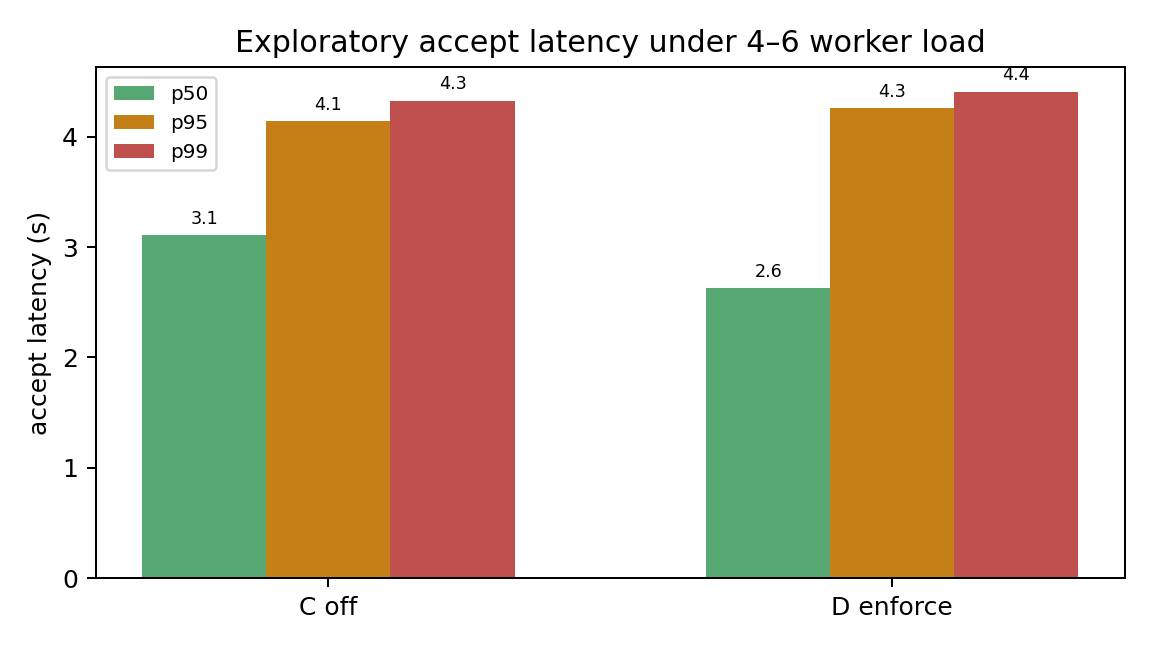 Exploratory accept latency under 4–6 worker load
p50
p95
p99
accept latency (s)
4
3
2
1
0
3.1
4.1
4.3
2.6
4.3
4.4
C off
D enforce